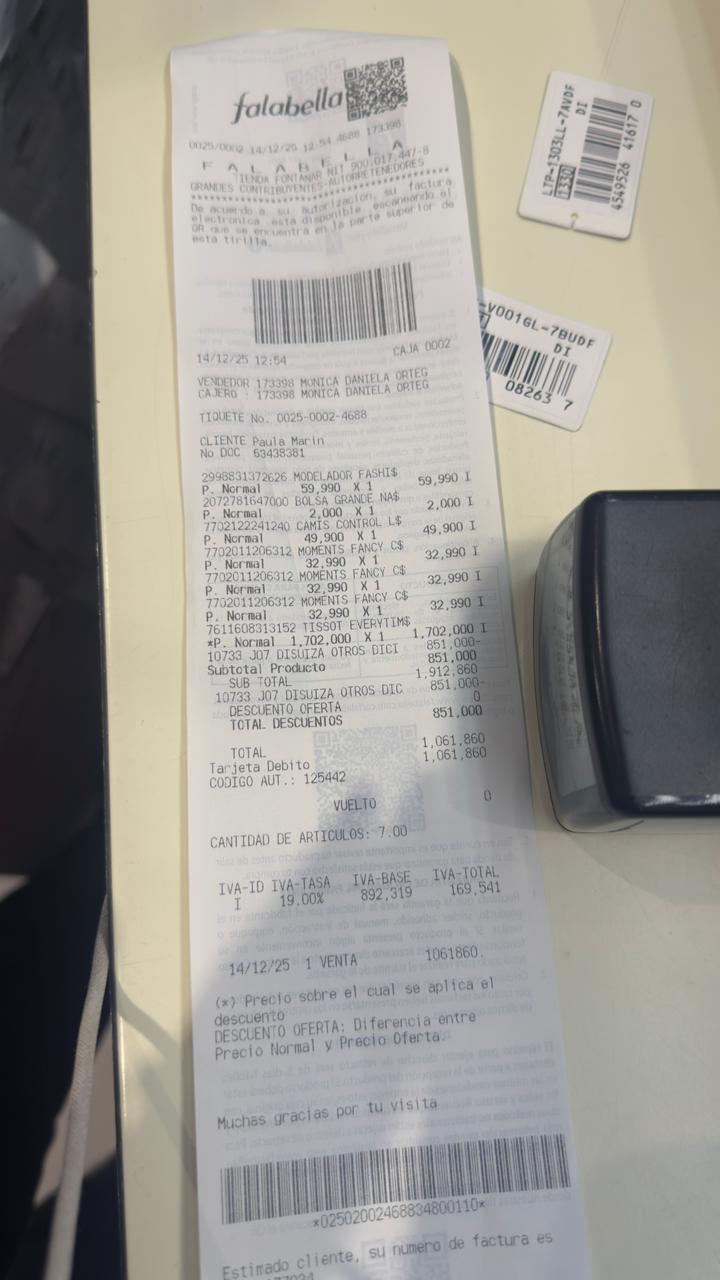 falabella
0025/0002 14/12/25 12:54 4688 173398
F A L A B E L L A
TIENDA FONTANAR NIT 900.017.447-8
GRANDES CONTRIBUYENTES-AUTORRETENEDORES
****************************************
De acuerdo a su autorizacion, su factura
electronica esta disponible, escaneando el
QR que se encuentra en la parte superior de
esta tirilla.
14/12/25 12:54 CAJA 0002
VENDEDOR 173398 MONICA DANIELA ORTEG
CAJERO : 173398 MONICA DANIELA ORTEG
TIQUETE No. 0025-0002-4688
CLIENTE Paula Marin
No DOC 63438381
2998831372626 MODELADOR FASHI$
P. Normal 59,990 X 1 59,990 I
2072781647000 BOLSA GRANDE NA$
P. Normal 2,000 X 1 2,000 I
7702122241240 CAMIS CONTROL L$
P. Normal 49,900 X 1 49,900 I
7702011206312 MOMENTS FANCY C$
P. Normal 32,990 X 1 32,990 I
7702011206312 MOMENTS FANCY C$
P. Normal 32,990 X 1 32,990 I
7702011206312 MOMENTS FANCY C$
P. Normal 32,990 X 1 32,990 I
7611608313152 TISSOT EVERYTIM$
*P. Normal 1,702,000 X 1 1,702,000 I
10733 J07 DISUIZA OTROS DICI 851,000-
Subtotal Producto 851,000
SUB TOTAL 1,912,860
10733 J07 DISUIZA OTROS DIC 851,000-
DESCUENTO OFERTA 0
TOTAL DESCUENTOS 851,000
TOTAL 1,061,860
Tarjeta Debito 1,061,860
CODIGO AUT.: 125442
VUELTO 0
CANTIDAD DE ARTICULOS: 7.00
IVA-ID IVA-TASA IVA-BASE IVA-TOTAL
I 19.00% 892,319 169,541
14/12/25 1 VENTA 1061860.
(*) Precio sobre el cual se aplica el
descuento
DESCUENTO OFERTA: Diferencia entre
Precio Normal y Precio Oferta.
Muchas gracias por tu visita
*02502002468834800110*
Estimado cliente, su numero de factura es
LTP-1303LL-7AVDF
DI
1330
4549526 41617 0
-V001GL-7BUDF
DI
08263 7